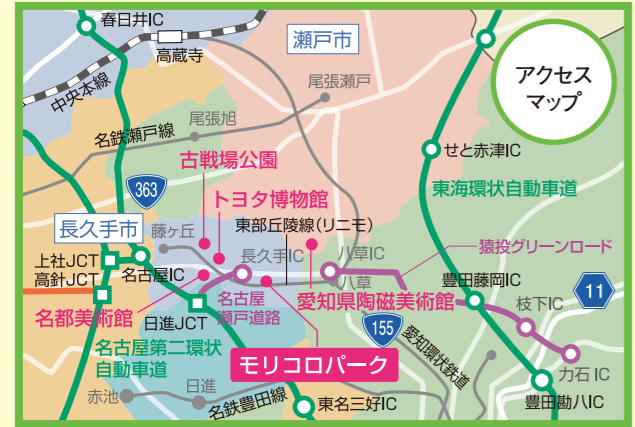 春日井IC
高蔵寺
中央本線
瀬戸市
アクセス
マップ
尾張瀬戸
尾張旭
名鉄瀬戸線
せと赤津IC
古戦場公園
363
トヨタ博物館
東海環状自動車道
長久手市
藤ヶ丘
東部丘陵線(リニモ)
長久手IC
八草IC
猿投グリーンロード
上社JCT
高針JCT
名古屋IC
八草
豊田藤岡IC
11
名都美術館
日進JCT
名古屋
瀬戸道路
愛知県陶磁美術館
枝下IC
155
愛知環状鉄道
名古屋第二環状
自動車道
モリコロパーク
力石IC
赤池
日進
名鉄豊田線
東名三好IC
豊田勘八IC